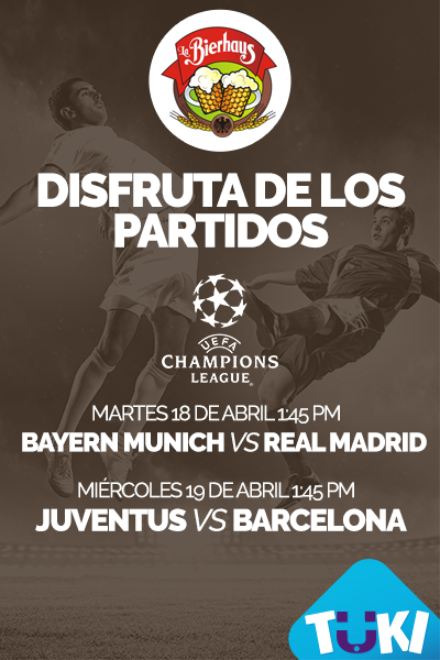 La Bierhaus
DISFRUTA DE LOS
PARTIDOS
UEFA
CHAMPIONS
LEAGUE®
MARTES 18 DE ABRIL 1:45 PM
BAYERN MUNICH VS REAL MADRID
MIÉRCOLES 19 DE ABRIL 1:45 PM
JUVENTUS VS BARCELONA
TUKI